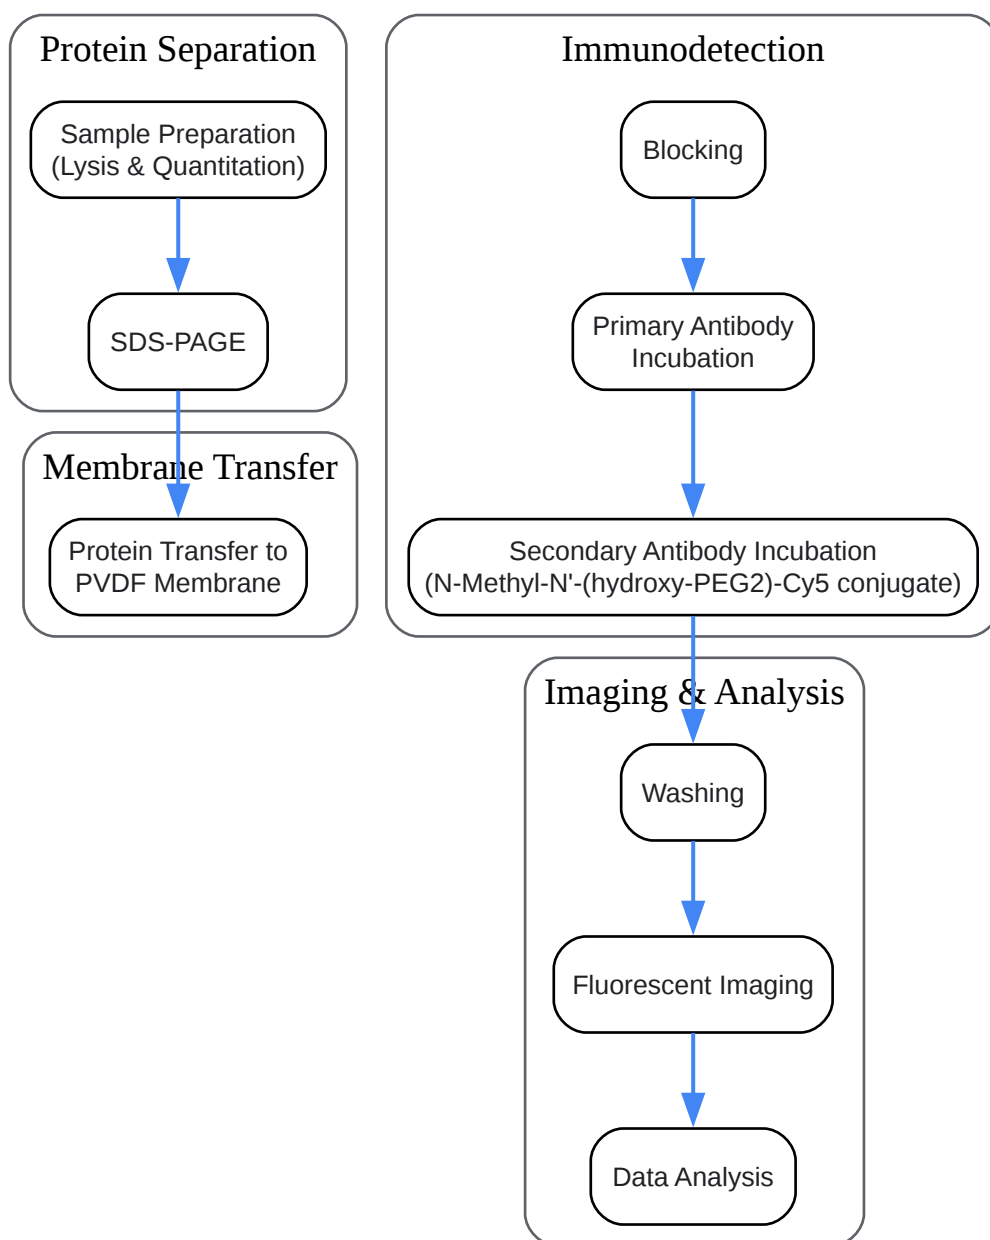 Protein Separation
Sample Preparation
(Lysis & Quantitation)
SDS-PAGE
Membrane Transfer
Protein Transfer to
PVDF Membrane
Immunodetection
Blocking
Primary Antibody
Incubation
Secondary Antibody Incubation
(N-Methyl-N'-(hydroxy-PEG2)-Cy5 conjugate)
Imaging & Analysis
Washing
Fluorescent Imaging
Data Analysis